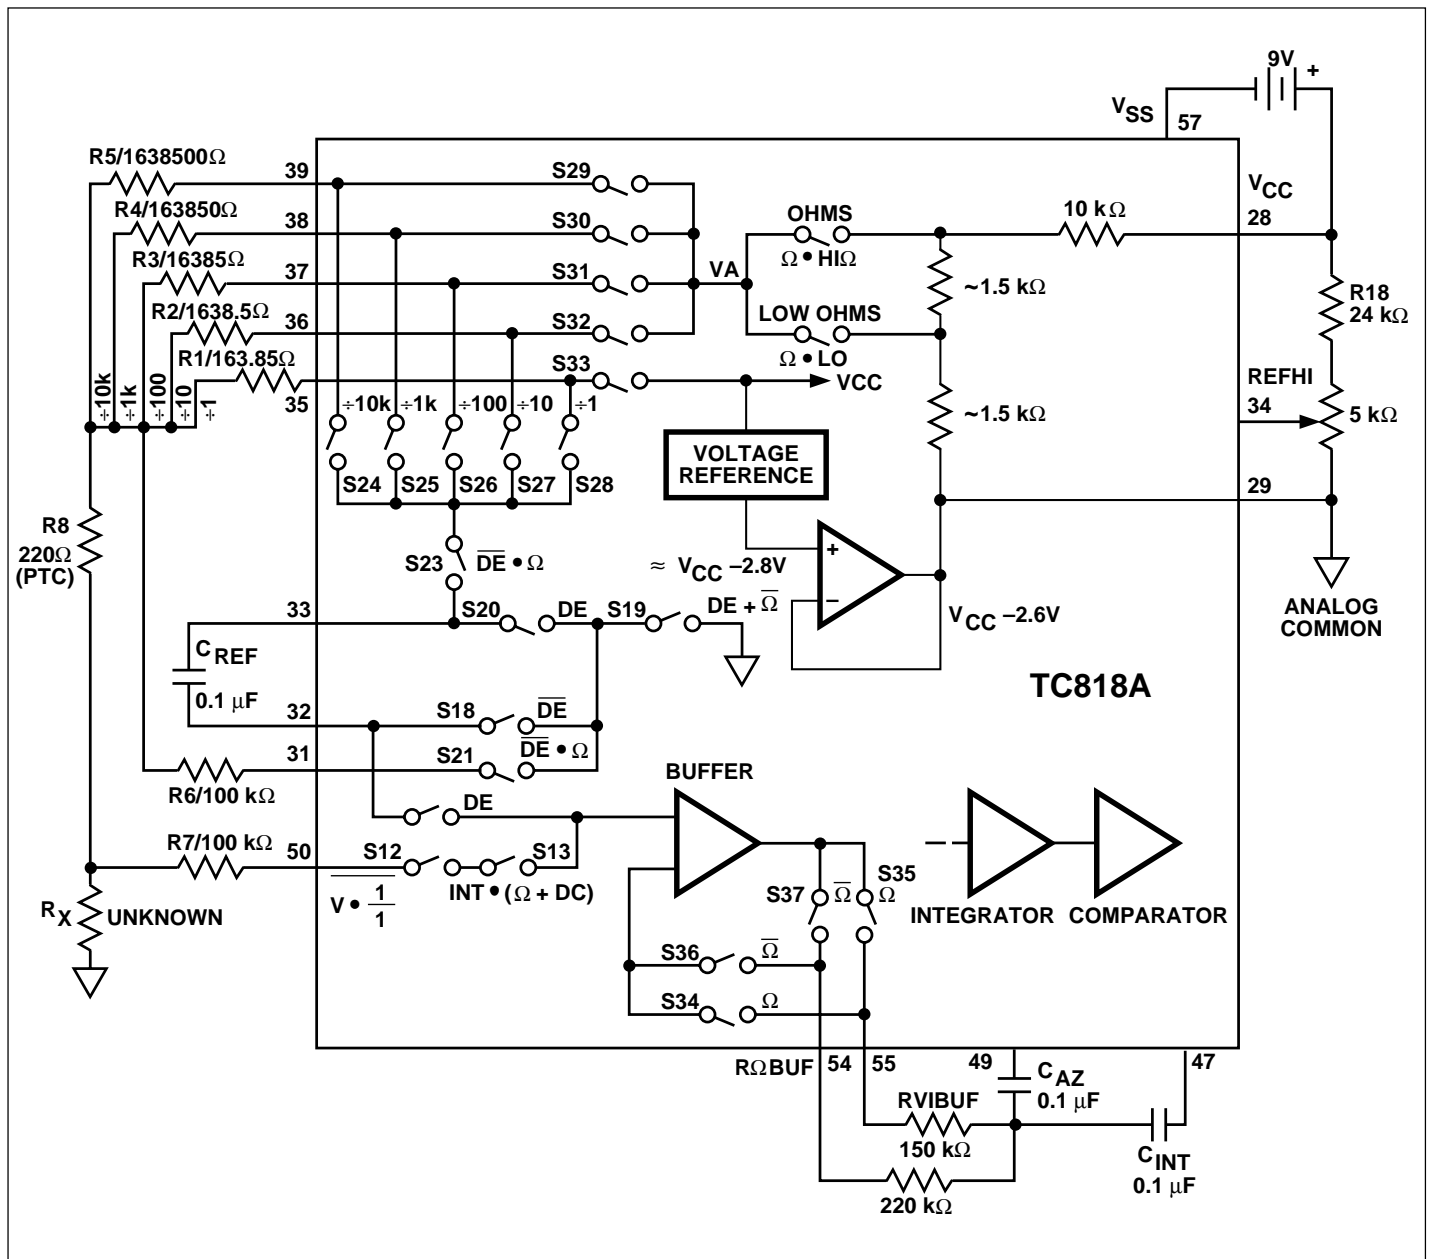 9V
+
VSS
57
R5/1638500Ω
39
S29
VCC
R4/163850Ω
38
S30
OHMS
10 kΩ
28
Ω • HIΩ
R3/16385Ω
37
S31
VA
~1.5 kΩ
R18
24 kΩ
R2/1638.5Ω
36
S32
LOW OHMS
Ω • LO
R1/163.85Ω
35
S33
VCC
REFHI
34
÷10k
÷1k
÷100
÷10
÷1
÷10k
÷1k
÷100
÷10
÷1
~1.5 kΩ
5 kΩ
VOLTAGE
REFERENCE
S24
S25
S26
S27
S28
29
R8
220Ω
(PTC)
S23
D̅E̅ • Ω
≈ VCC –2.8V
+
–
VCC –2.6V
ANALOG
COMMON
33
S20
DE
S19
DE + Ω̅
CREF
0.1 µF
TC818A
32
S18
D̅E̅
31
S21
D̅E̅ • Ω
R6/100 kΩ
BUFFER
DE
R7/100 kΩ
50
S12
S13
V • 1/1
INT • (Ω + DC)
RX
UNKNOWN
S37
Ω̅
S35
Ω
INTEGRATOR
COMPARATOR
S36
Ω̅
S34
Ω
RΩBUF
54
55
49
47
CAZ
0.1 µF
RVIBUF
150 kΩ
CINT
0.1 µF
220 kΩ